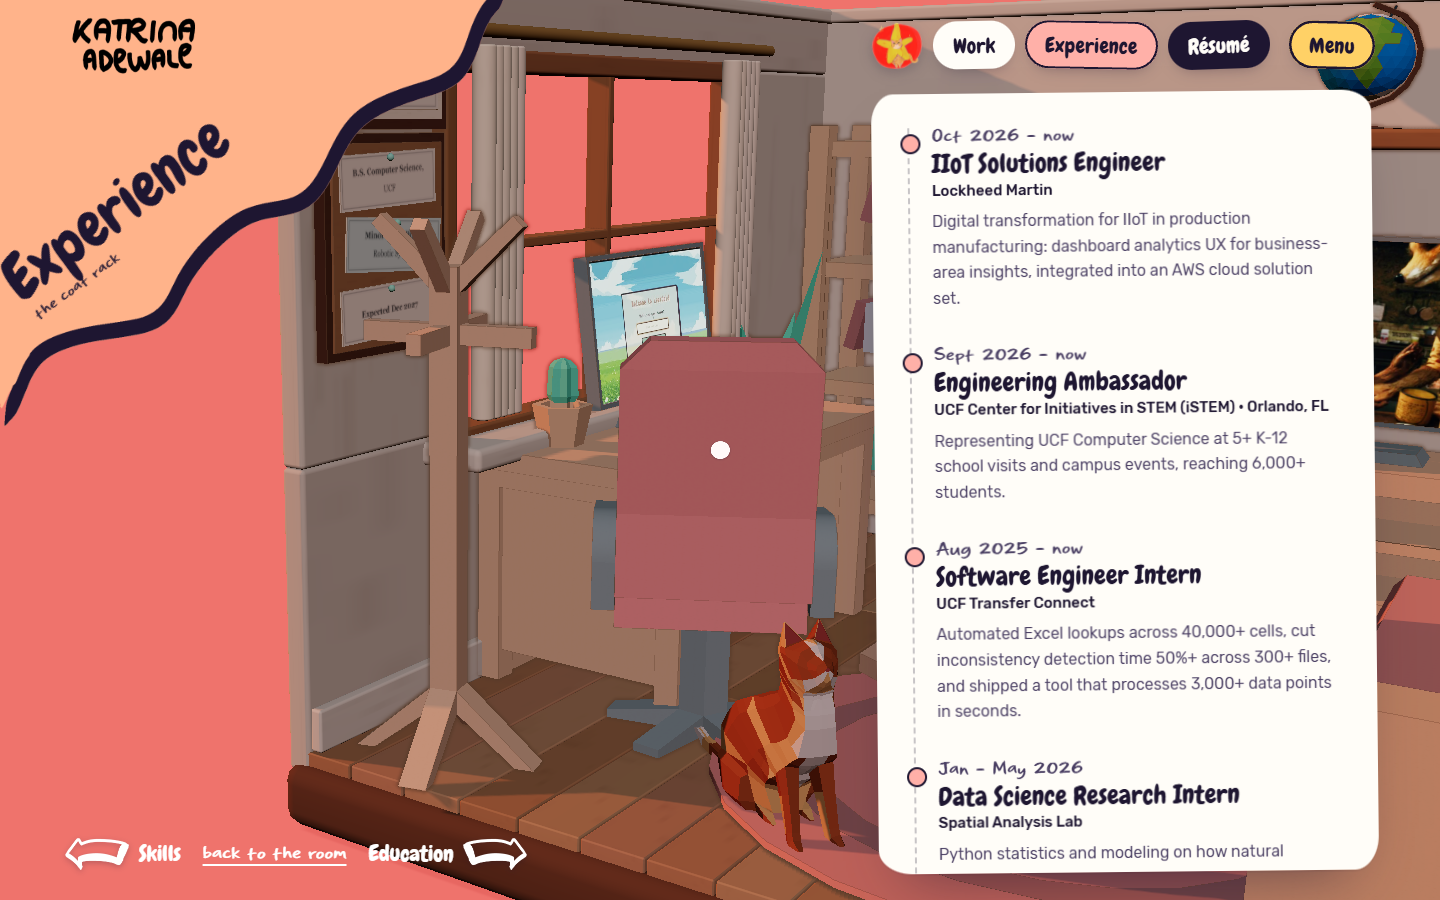 KATRINA
ADEWALE
Experience
the coat rack
Work
Experience
Résumé
Menu
B.S. Computer Science,
UCF
Expected Dec 2027
Oct 2026 – now
IIoT Solutions Engineer
Lockheed Martin
Digital transformation for IIoT in production
manufacturing: dashboard analytics UX for business-
area insights, integrated into an AWS cloud solution
set.
Sept 2026 – now
Engineering Ambassador
UCF Center for Initiatives in STEM (iSTEM) • Orlando, FL
Representing UCF Computer Science at 5+ K-12
school visits and campus events, reaching 6,000+
students.
Aug 2025 – now
Software Engineer Intern
UCF Transfer Connect
Automated Excel lookups across 40,000+ cells, cut
inconsistency detection time 50%+ across 300+ files,
and shipped a tool that processes 3,000+ data points
in seconds.
Jan – May 2026
Data Science Research Intern
Spatial Analysis Lab
Python statistics and modeling on how natural
Skills
back to the room
Education